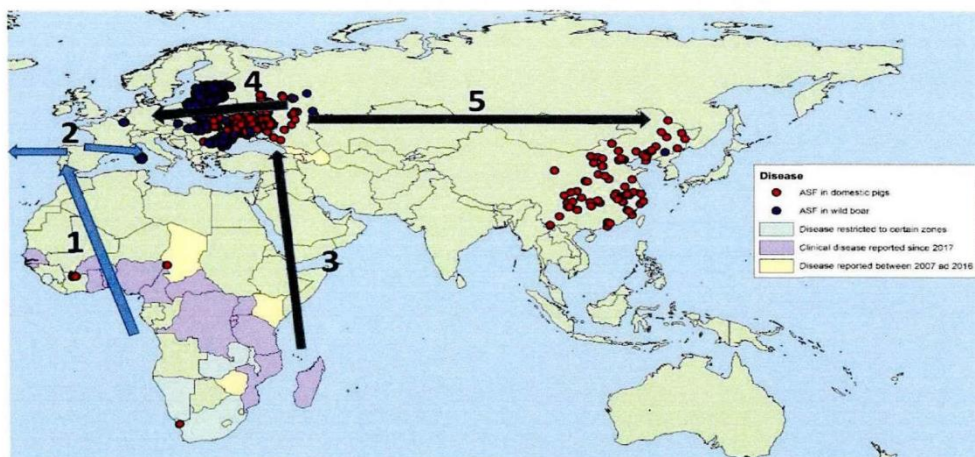 4
5
2
1
3
Disease
ASF in domestic pigs
ASF in wild boar
Disease restricted to certain zones
Clinical disease reported since 2017
Disease reported between 2007 ad 2016